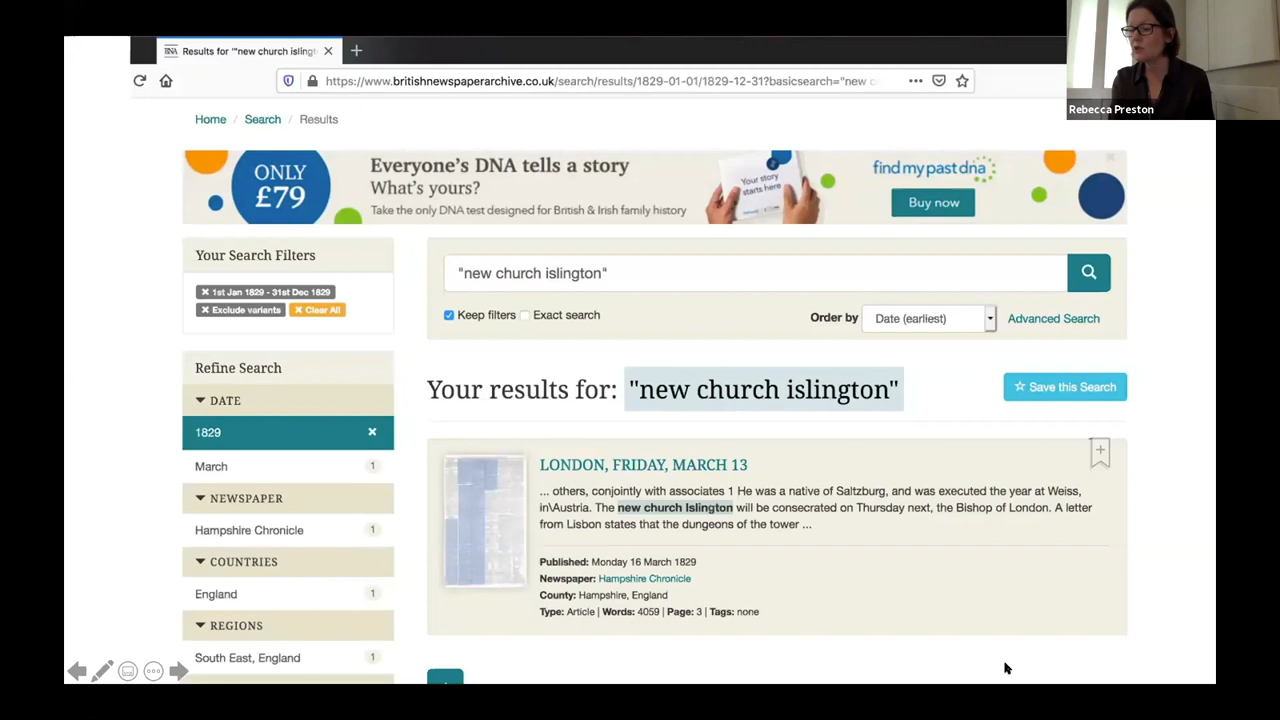 Results for '"new church islingt
https://www.britishnewspaperarchive.co.uk/search/results/1829-01-01/1829-12-31?basicsearch="new c
Rebecca Preston
Home / Search / Results
ONLY
£79
Everyone's DNA tells a story
What's yours?
Take the only DNA test designed for British & Irish family history
Your story
starts here
find my past dna
Buy now
Your Search Filters
1st Jan 1829 - 31st Dec 1829
Exclude variants
Clear All
"new church islington"
Keep filters
Exact search
Order by
Date (earliest)
Advanced Search
Refine Search
DATE
1829
March 1
NEWSPAPER
Hampshire Chronicle 1
COUNTRIES
England 1
REGIONS
South East, England 1
Your results for: "new church islington"
Save this Search
LONDON, FRIDAY, MARCH 13
... others, conjointly with associates 1 He was a native of Saltzburg, and was executed the year at Weiss,
in\Austria. The new church Islington will be consecrated on Thursday next, the Bishop of London. A letter
from Lisbon states that the dungeons of the tower ...
Published: Monday 16 March 1829
Newspaper: Hampshire Chronicle
County: Hampshire, England
Type: Article | Words: 4059 | Page: 3 | Tags: none